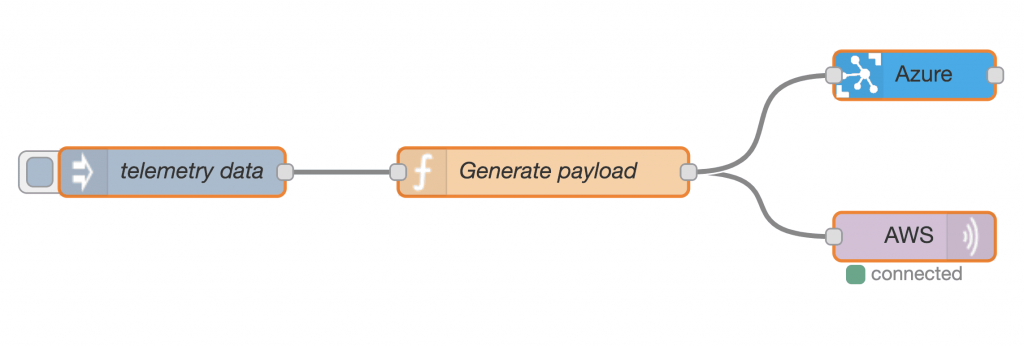 telemetry data
Generate payload
Azure
AWS
connected